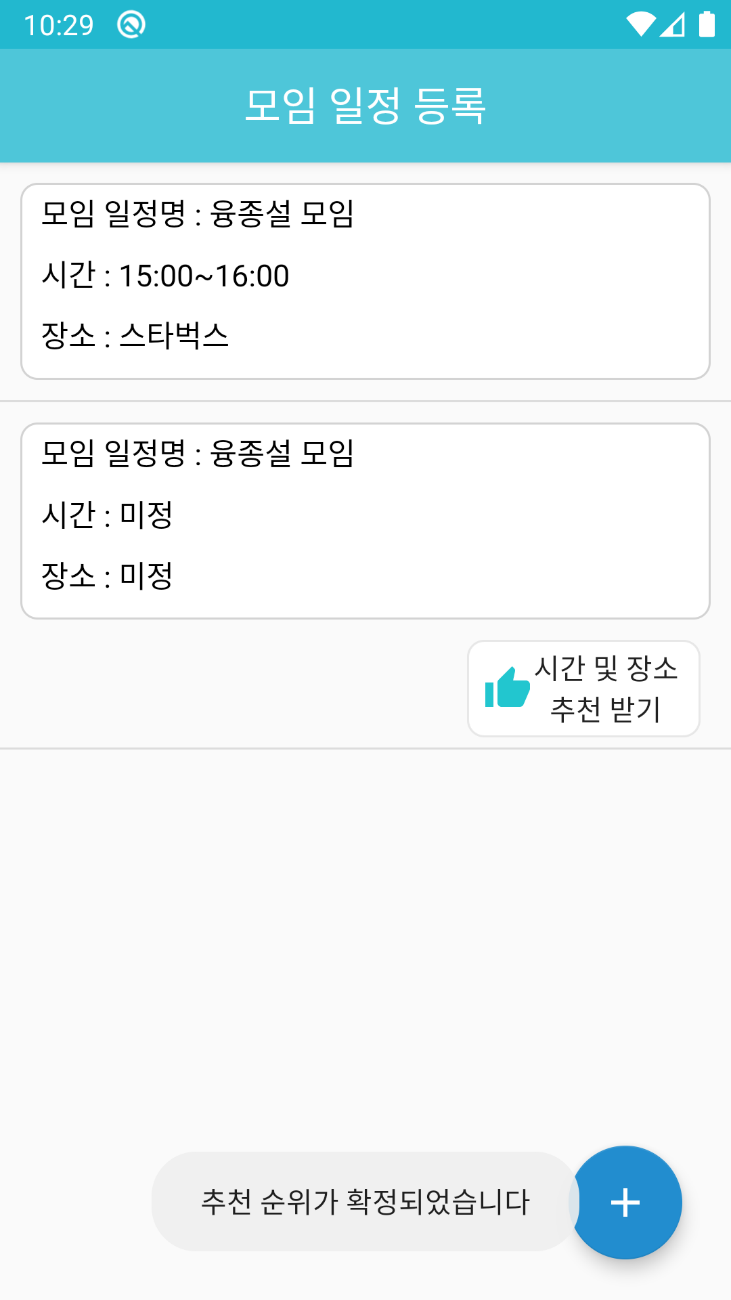 10:29
모임 일정 등록
모임 일정명 : 융종설 모임
시간 : 15:00~16:00
장소 : 스타벅스
모임 일정명 : 융종설 모임
시간 : 미정
장소 : 미정
시간 및 장소
추천 받기
추천 순위가 확정되었습니다
+